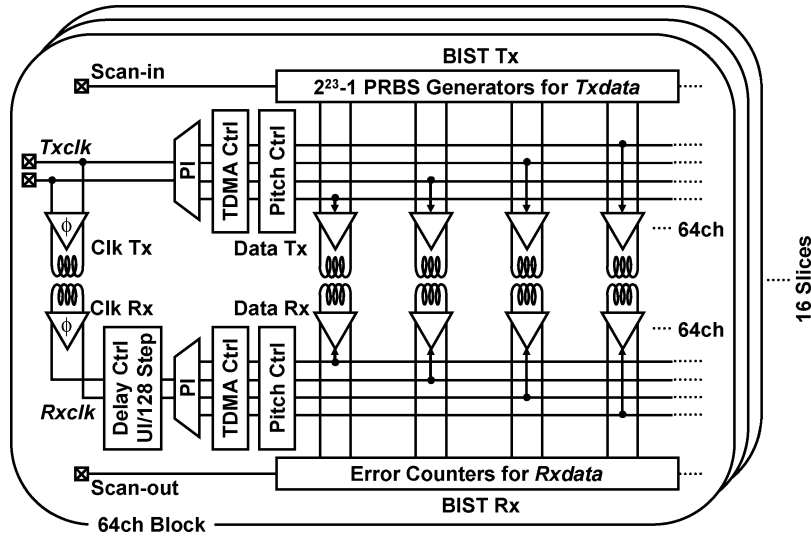 BIST Tx
Scan-in
2²³-1 PRBS Generators for Txdata
Txclk
PI
TDMA Ctrl
Pitch Ctrl
ϕ
Clk Tx
Data Tx
64ch
16 Slices
Clk Rx
Data Rx
ϕ
64ch
Delay Ctrl
UI/128 Step
PI
TDMA Ctrl
Pitch Ctrl
Rxclk
Error Counters for Rxdata
Scan-out
BIST Rx
64ch Block